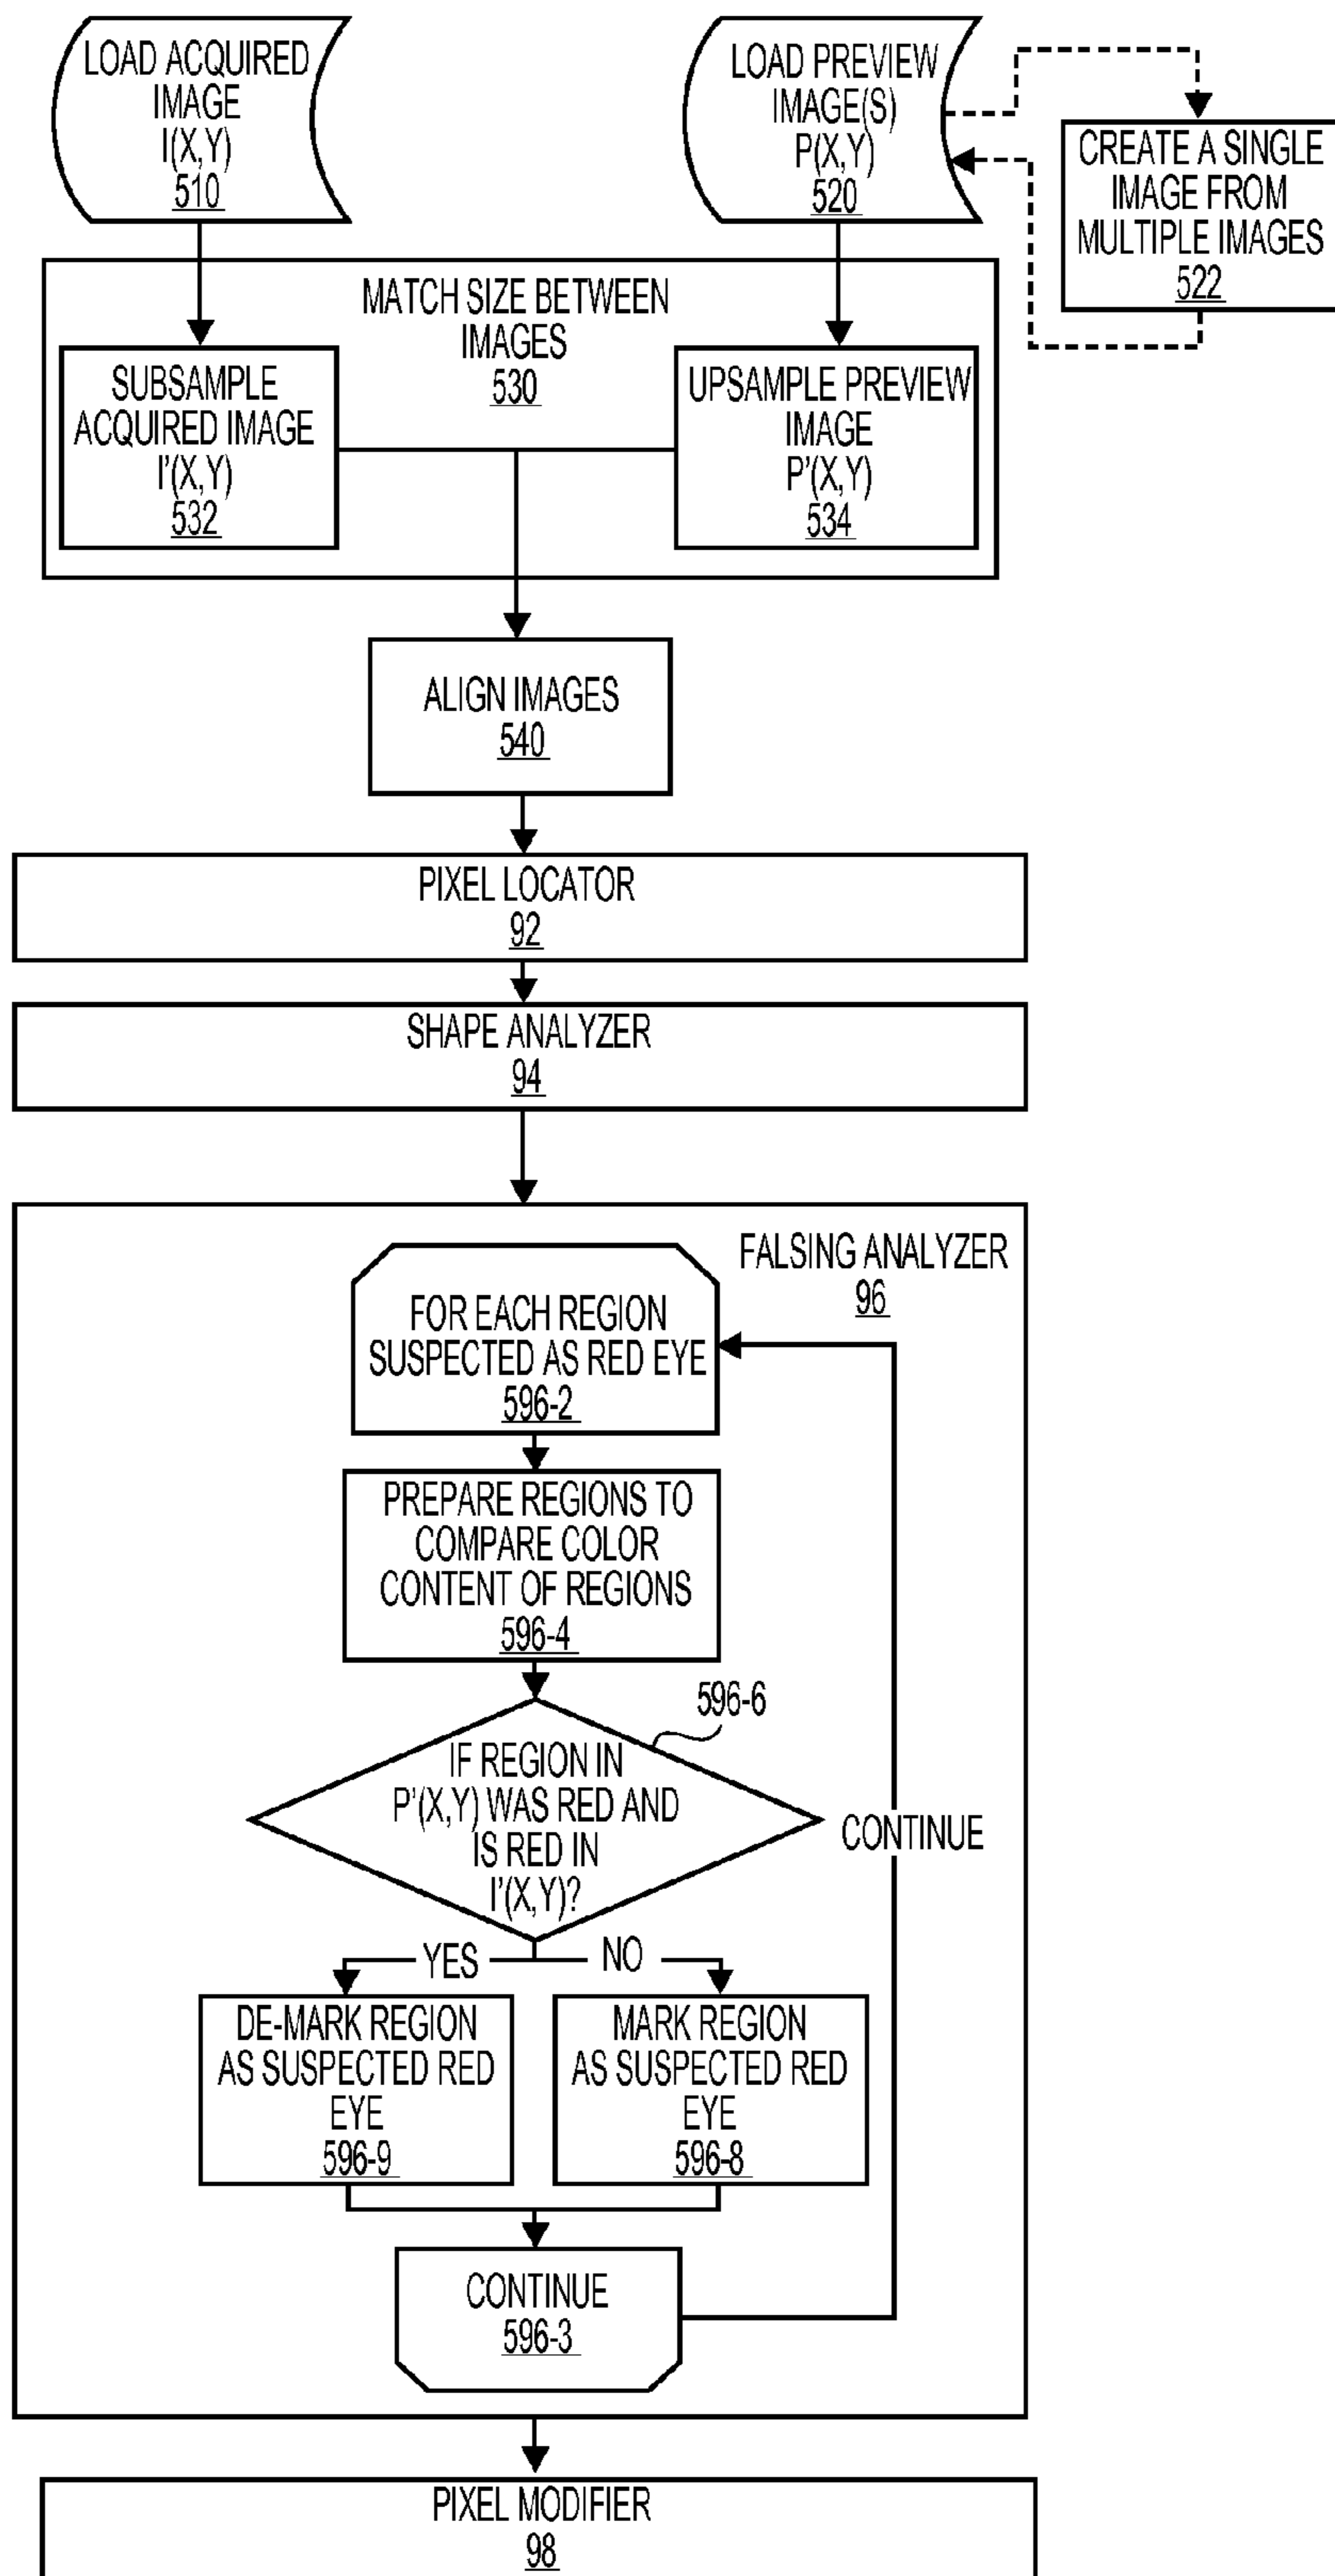 LOAD ACQUIRED
IMAGE
I(X,Y)
510
LOAD PREVIEW
IMAGE(S)
P(X,Y)
520
CREATE A SINGLE
IMAGE FROM
MULTIPLE IMAGES
522
MATCH SIZE BETWEEN
IMAGES
530
SUBSAMPLE
ACQUIRED IMAGE
I'(X,Y)
532
UPSAMPLE PREVIEW
IMAGE
P'(X,Y)
534
ALIGN IMAGES
540
PIXEL LOCATOR
92
SHAPE ANALYZER
94
FALSING ANALYZER
96
FOR EACH REGION
SUSPECTED AS RED EYE
596-2
PREPARE REGIONS TO
COMPARE COLOR
CONTENT OF REGIONS
596-4
596-6
IF REGION IN
P'(X,Y) WAS RED AND
IS RED IN
I'(X,Y)?
CONTINUE
YES
NO
DE-MARK REGION
AS SUSPECTED RED
EYE
596-9
MARK REGION
AS SUSPECTED RED
EYE
596-8
CONTINUE
596-3
PIXEL MODIFIER
98